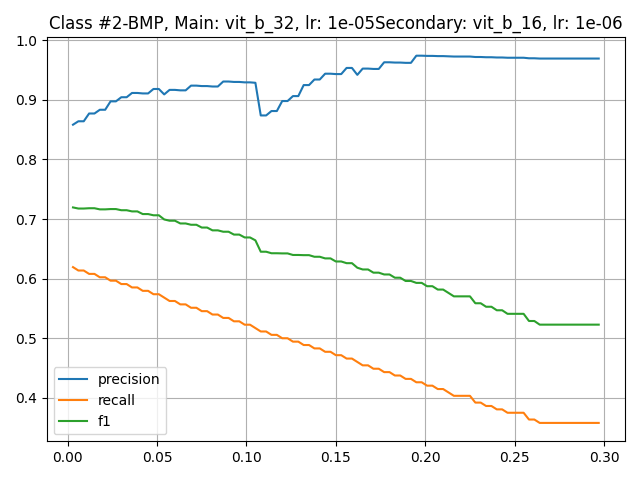 Class #2-BMP, Main: vit_b_32, lr: 1e-05Secondary: vit_b_16, lr: 1e-06
1.0
0.9
0.8
0.7
0.6
0.5
0.4
precision
recall
f1
0.00 0.05 0.10 0.15 0.20 0.25 0.30